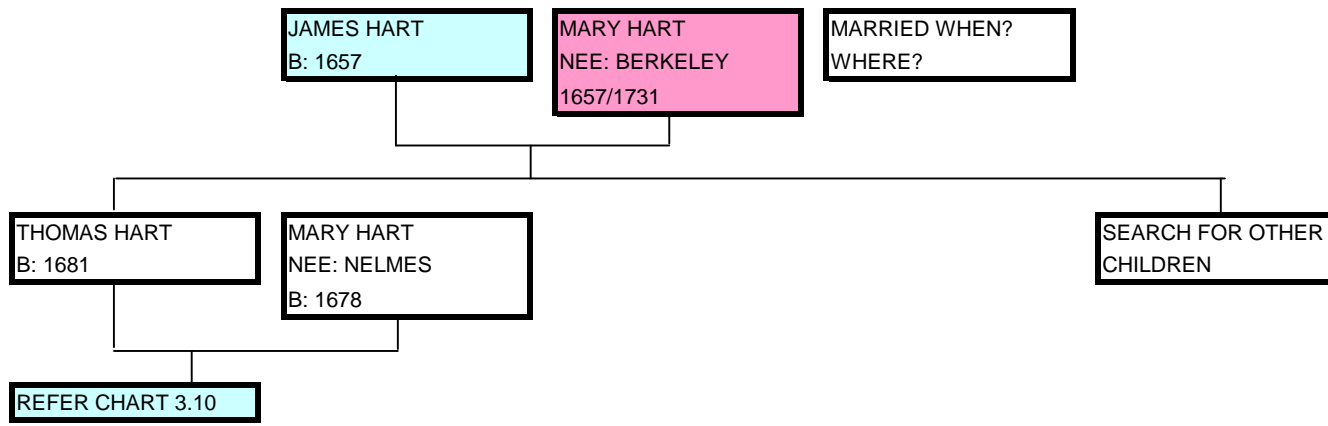 JAMES HART
B: 1657
MARY HART
NEE: BERKELEY
1657/1731
MARRIED WHEN?
WHERE?
THOMAS HART
B: 1681
MARY HART
NEE: NELMES
B: 1678
SEARCH FOR OTHER
CHILDREN
REFER CHART 3.10